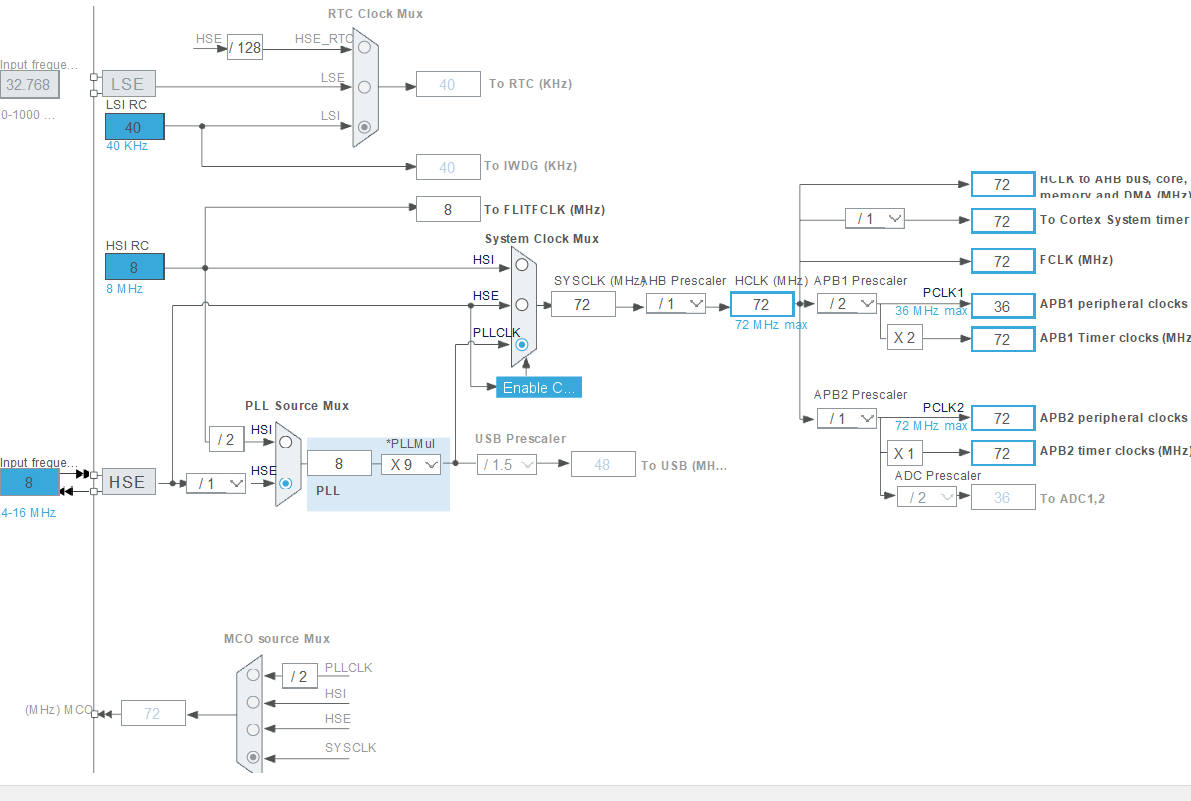 RTC Clock Mux
HSE
/ 128
HSE_RTC
Input freque...
32.768
0-1000 ...
LSE
LSE
40
To RTC (KHz)
LSI RC
40
40 KHz
LSI
40
To IWDG (KHz)
8
To FLITFCLK (MHz)
System Clock Mux
HSI RC
8
8 MHz
HSI
HSE
PLLCLK
SYSCLK (MHz)
72
AHB Prescaler
/ 1
HCLK (MHz)
72
72 MHz max
Enable C...
72
HCLK to AHB bus, core,
memory and DMA (MHz)
/ 1
72
To Cortex System timer
72
FCLK (MHz)
APB1 Prescaler
/ 2
PCLK1
36 MHz max
36
APB1 peripheral clocks
X 2
72
APB1 Timer clocks (MHz
APB2 Prescaler
/ 1
PCLK2
72 MHz max
72
APB2 peripheral clocks
X 1
72
APB2 timer clocks (MHz)
ADC Prescaler
/ 2
36
To ADC1,2
PLL Source Mux
/ 2
HSI
Input freque...
8
4-16 MHz
HSE
/ 1
HSE
8
*PLLMul
X 9
PLL
USB Prescaler
/ 1.5
48
To USB (MH...
MCO source Mux
/ 2
PLLCLK
HSI
HSE
SYSCLK
(MHz) MCO
72